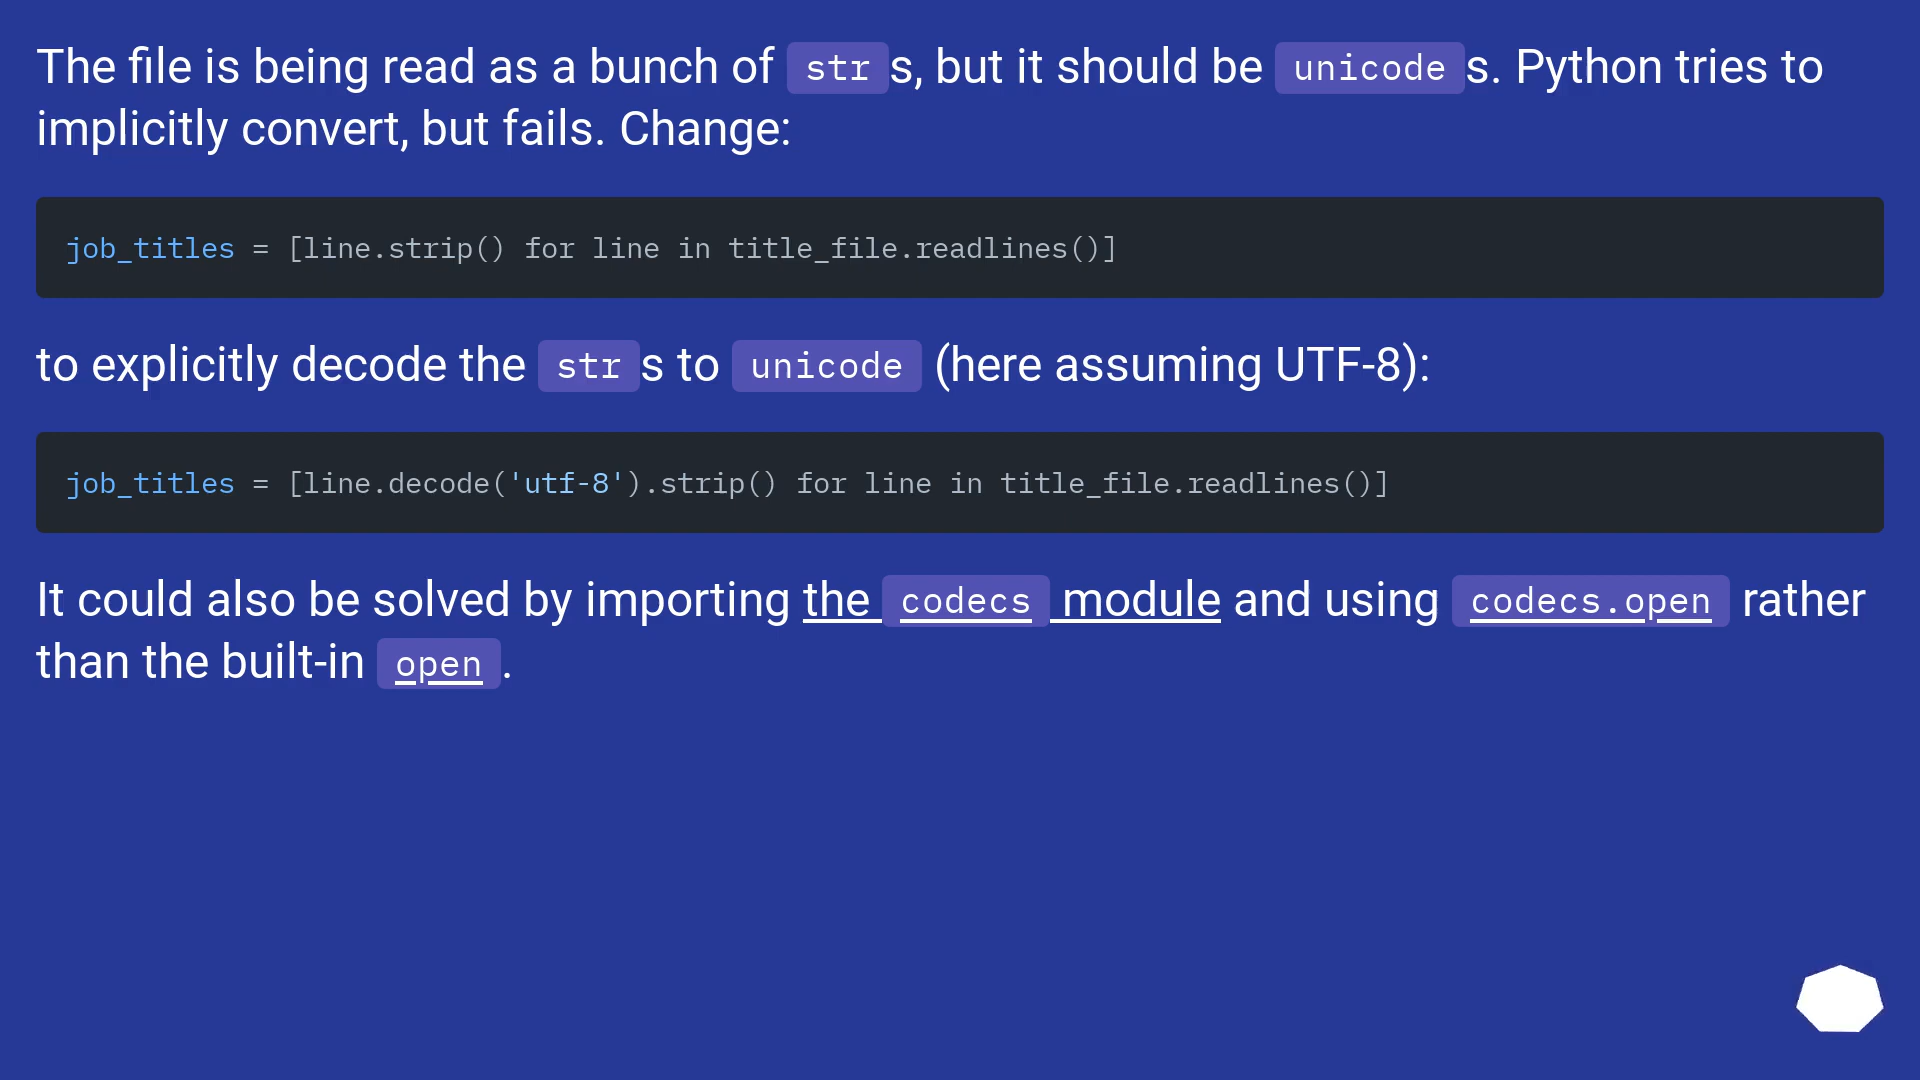 The file is being read as a bunch of str s, but it should be unicode s. Python tries to
implicitly convert, but fails. Change:
job_titles = [line.strip() for line in title_file.readlines()]
to explicitly decode the str s to unicode (here assuming UTF-8):
job_titles = [line.decode('utf-8').strip() for line in title_file.readlines()]
It could also be solved by importing the codecs module and using codecs.open rather
than the built-in open .